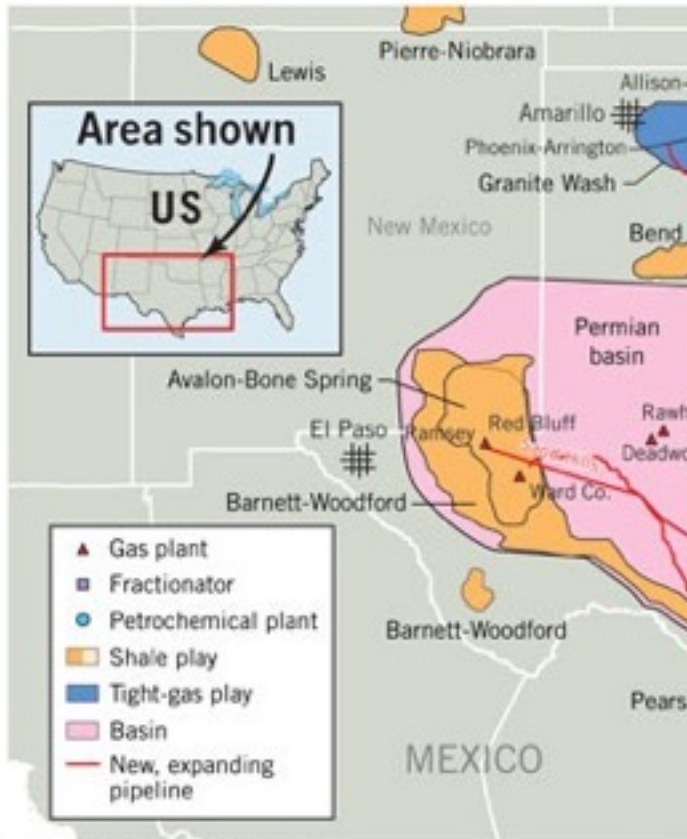 Pierre-Niobrara
Lewis
Allison-
Amarillo
Phoenix-Arrington
Granite Wash
Area shown
US
New Mexico
Bend
Permian
basin
Avalon-Bone Spring
El Paso
Ramsey
Red Bluff
Deadwo
Ward Co.
Barnett-Woodford
Gas plant
Fractionator
Petrochemical plant
Shale play
Tight-gas play
Basin
New, expanding
pipeline
Barnett-Woodford
Pears
MEXICO